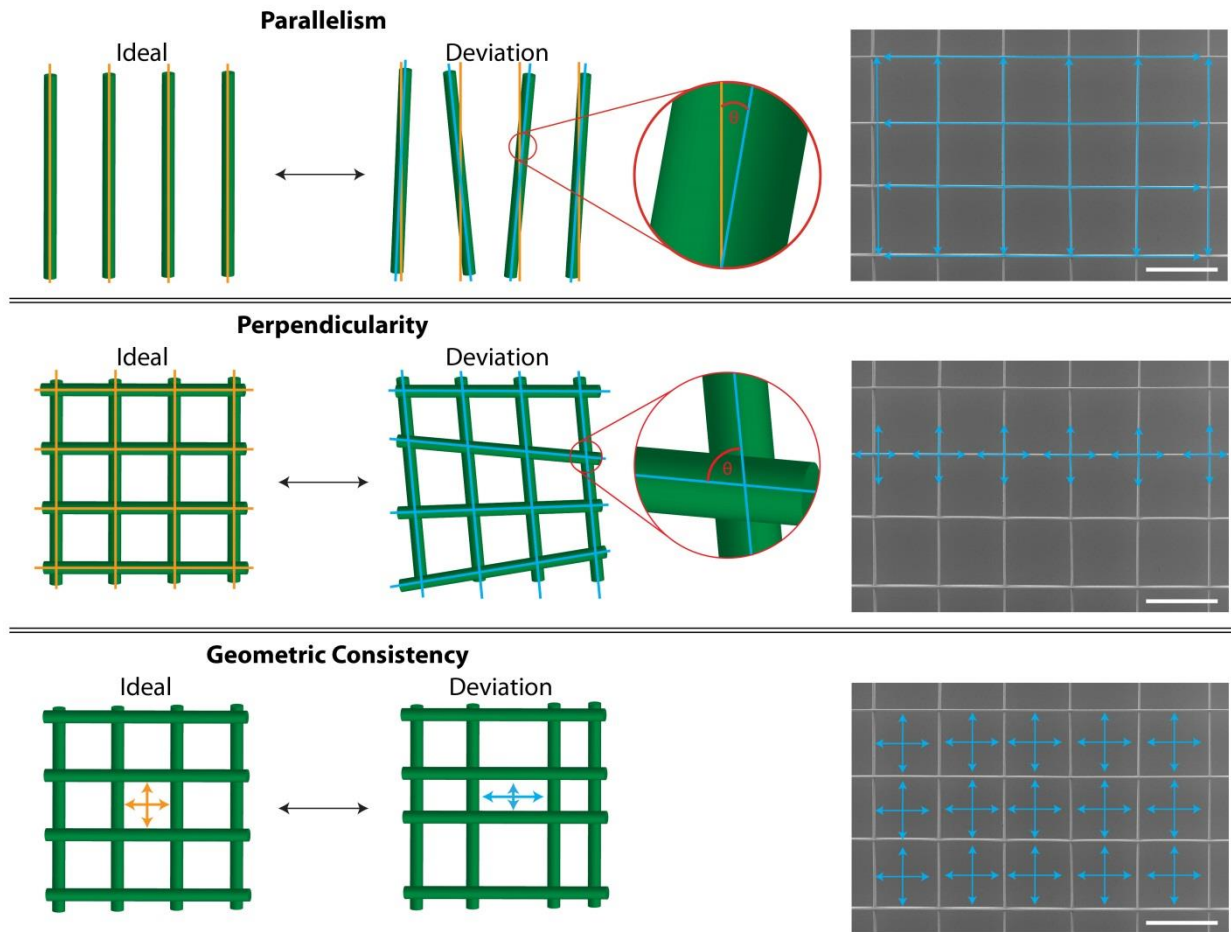 Parallelism
Ideal
Deviation
θ
Perpendicularity
Ideal
Deviation
θ
Geometric Consistency
Ideal
Deviation